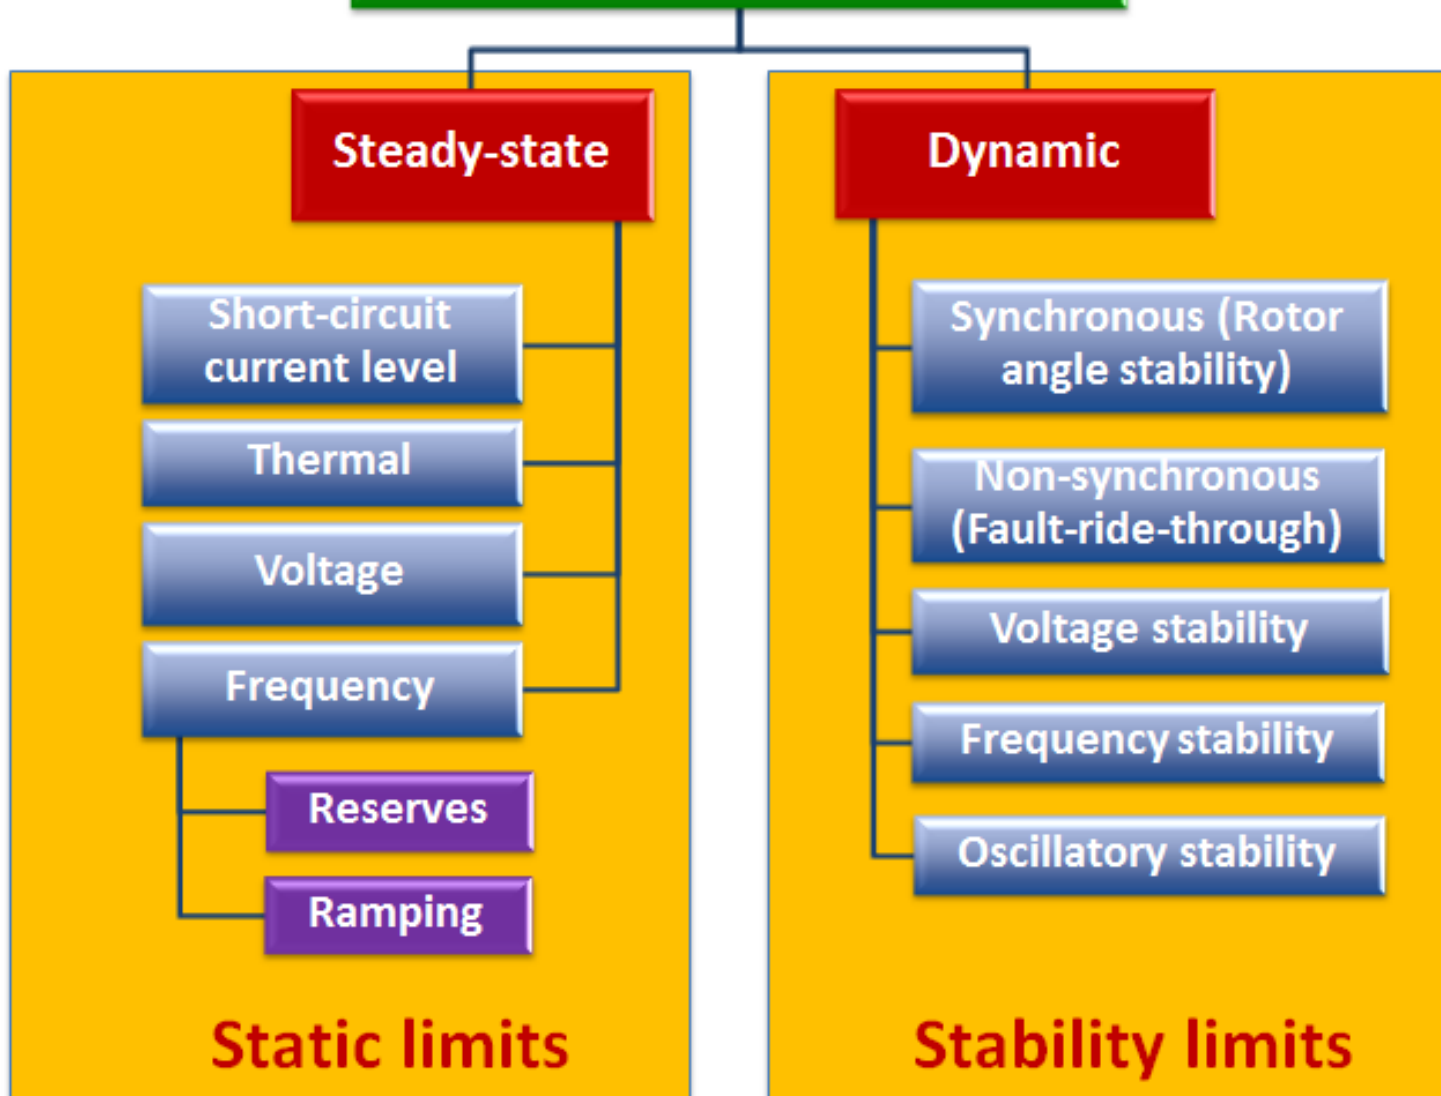 Steady-state
Short-circuit
current level
Thermal
Voltage
Frequency
Reserves
Ramping
Static limits
Dynamic
Synchronous (Rotor
angle stability)
Non-synchronous
(Fault-ride-through)
Voltage stability
Frequency stability
Oscillatory stability
Stability limits